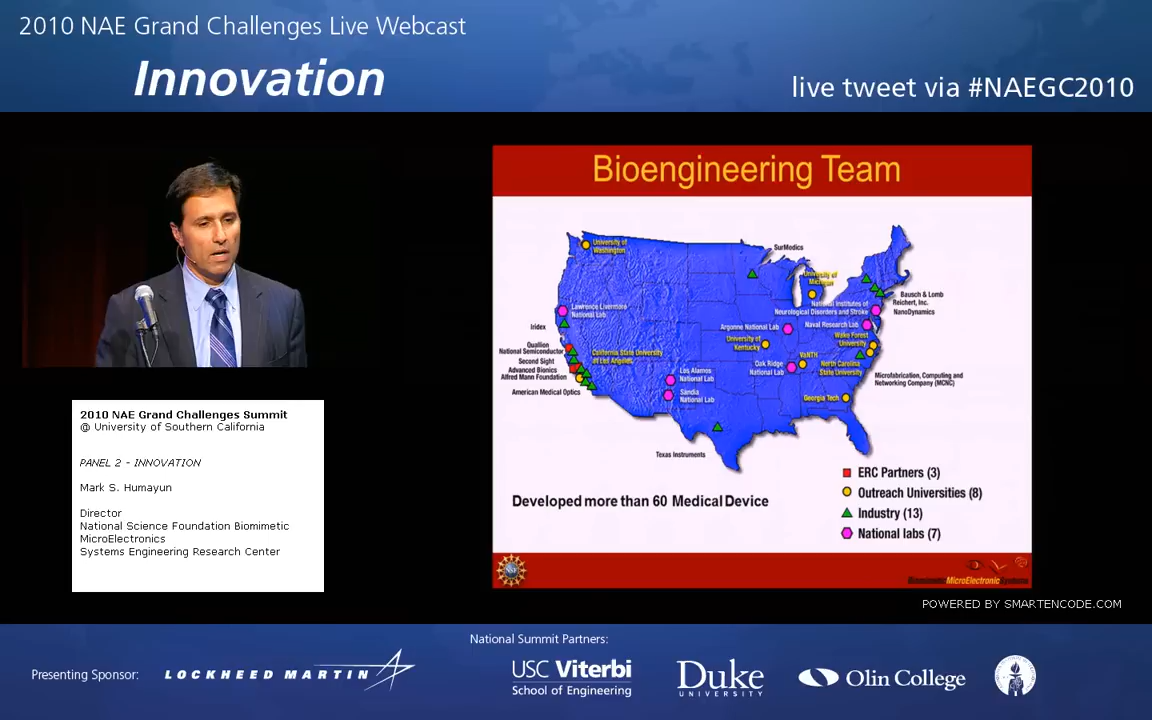 2010 NAE Grand Challenges Live Webcast
Innovation
live tweet via #NAEGC2010
Bioengineering Team
University of
Washington
SurModics
University of
Michigan
Lawrence Livermore
National Lab
National Institutes of
Neurological Disorders and Stroke
Bausch & Lomb
Reichert, Inc.
NanoDynamics
Iridex
Argonne National Lab
Naval Research Lab
Qualion
National Semiconductor
Second Sight
Advanced Bionics
Alfred Mann Foundation
American Medical Optics
California State University
of Los Angeles
University of
Kentucky
Wake Forest
University
VaNTH
Oak Ridge
National Lab
North Carolina
State University
Los Alamos
National Lab
Sandia
National Lab
Microfabrication, Computing and
Networking Company (MCNC)
Georgia Tech
Texas Instruments
Developed more than 60 Medical Device
ERC Partners (3)
Outreach Universities (8)
Industry (13)
National labs (7)
MicroElectronic
2010 NAE Grand Challenges Summit
@ University of Southern California
PANEL 2 - INNOVATION
Mark S. Humayun
Director
National Science Foundation Biomimetic
MicroElectronics
Systems Engineering Research Center
POWERED BY SMARTENCODE.COM
National Summit Partners:
Presenting Sponsor:
LOCKHEED MARTIN
USC Viterbi
School of Engineering
Duke
UNIVERSITY
Olin College